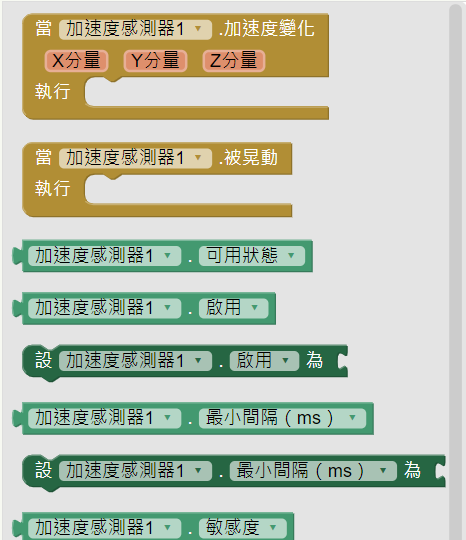 當 加速度感測器1 .加速度變化
X分量 Y分量 Z分量
執行
當 加速度感測器1 .被晃動
執行
加速度感測器1 . 可用狀態
加速度感測器1 . 啟用
設 加速度感測器1 . 啟用 為
加速度感測器1 . 最小間隔（ms）
設 加速度感測器1 . 最小間隔（ms） 為
加速度感測器1 . 敏感度